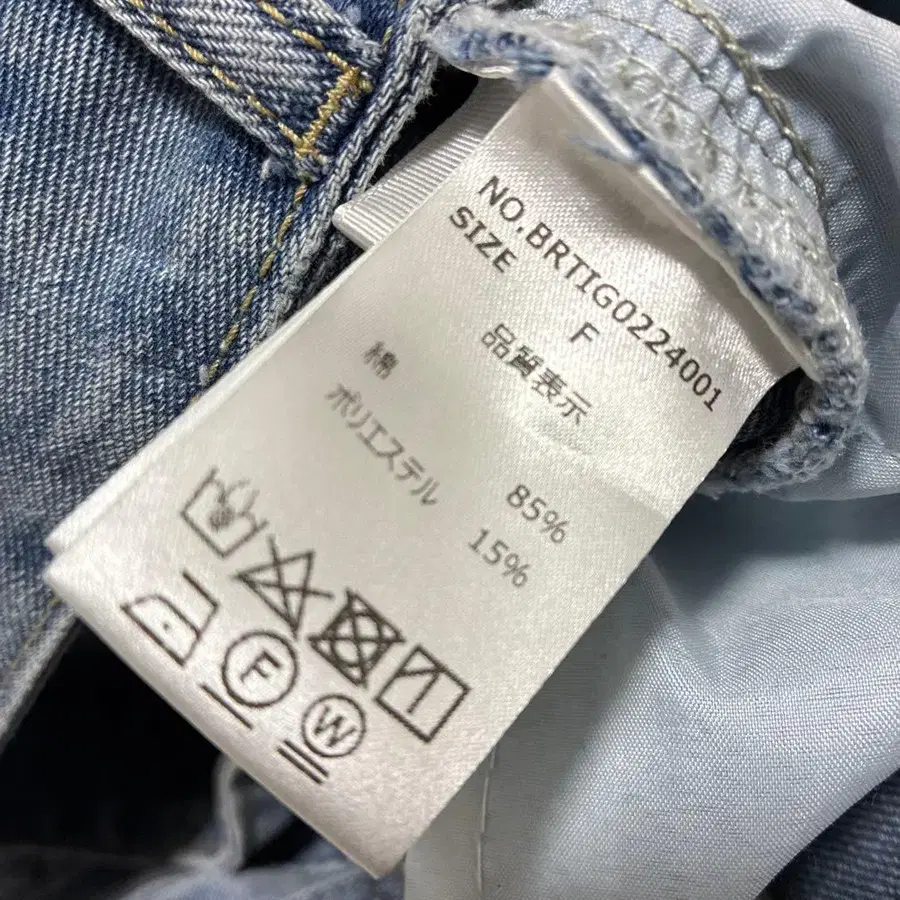 NO.BRTIG0224001
SIZE F
品質表示
綿 85%
ポリエステル 15%
F
W